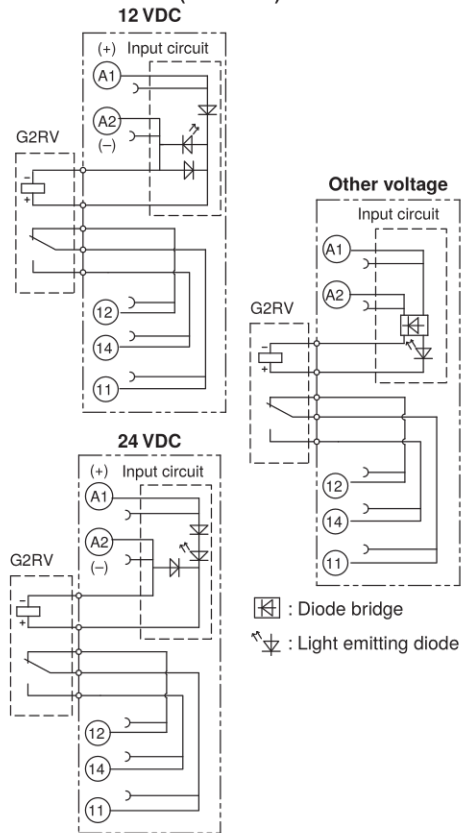 12 VDC
(+) Input circuit
A1
A2
(–)
G2RV
–
+
12
14
11
Other voltage
Input circuit
A1
A2
G2RV
–
+
12
14
11
24 VDC
(+) Input circuit
A1
A2
(–)
G2RV
–
+
12
14
11
: Diode bridge
: Light emitting diode